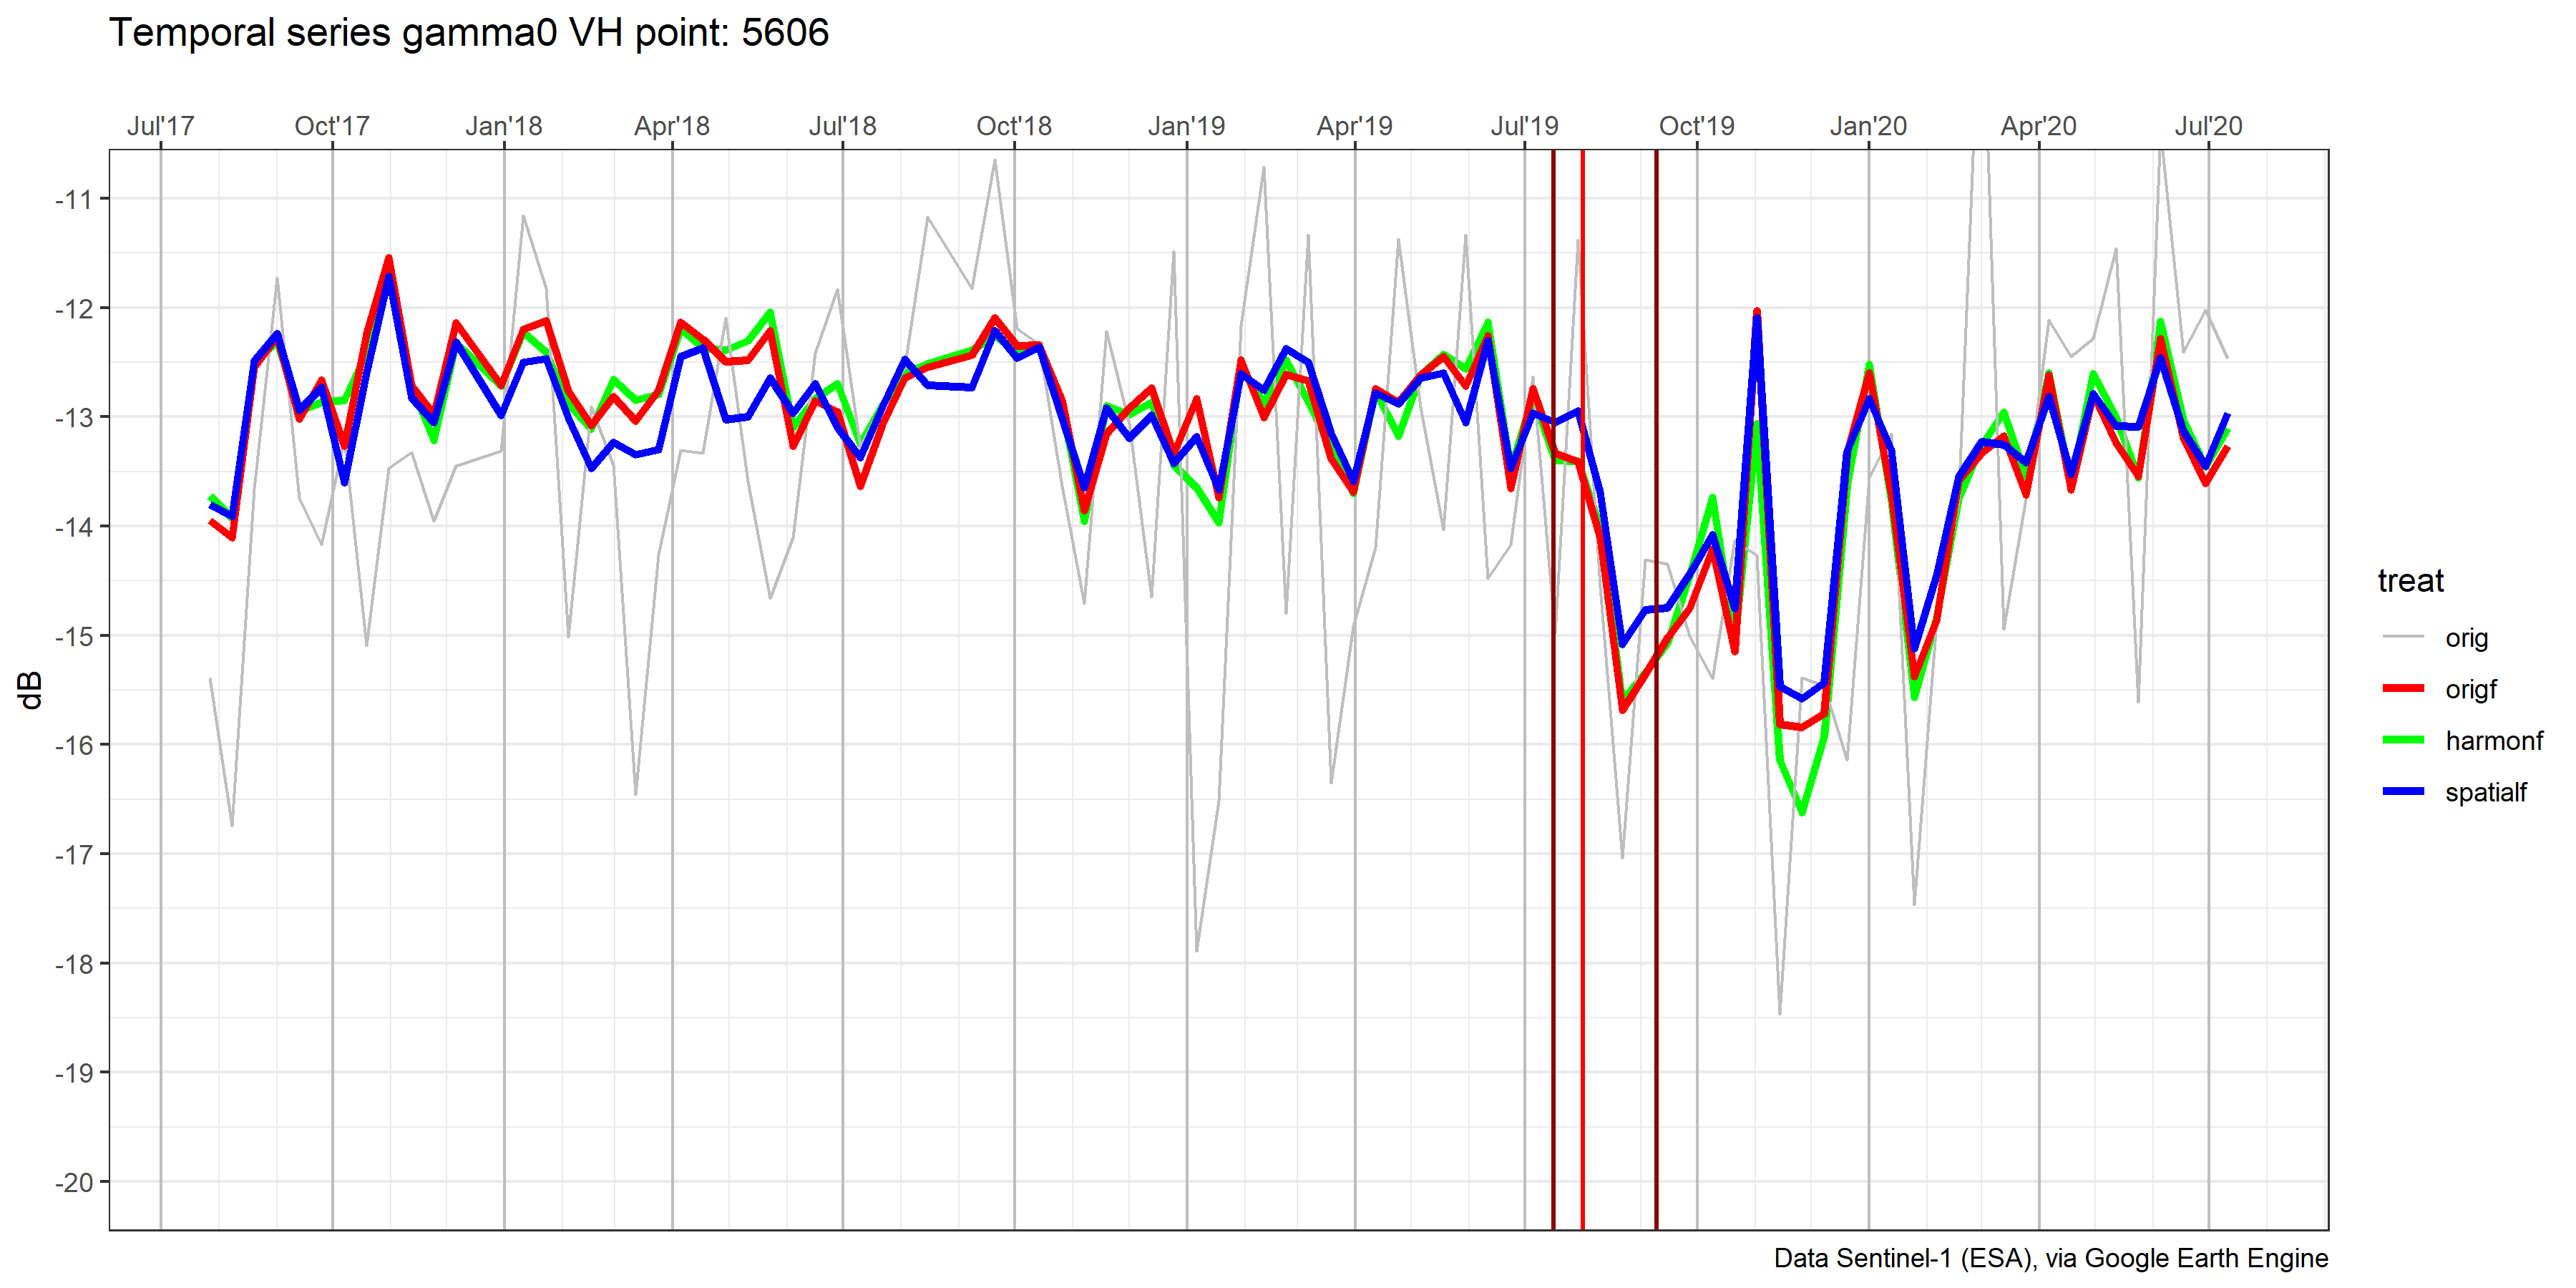 Temporal series gamma0 VH point: 5606
Jul'17 Oct'17 Jan'18 Apr'18 Jul'18 Oct'18 Jan'19 Apr'19 Jul'19 Oct'19 Jan'20 Apr'20 Jul'20
-11
-12
-13
-14
-15
-16
-17
-18
-19
-20
dB
treat
orig
origf
harmonf
spatialf
Data Sentinel-1 (ESA), via Google Earth Engine